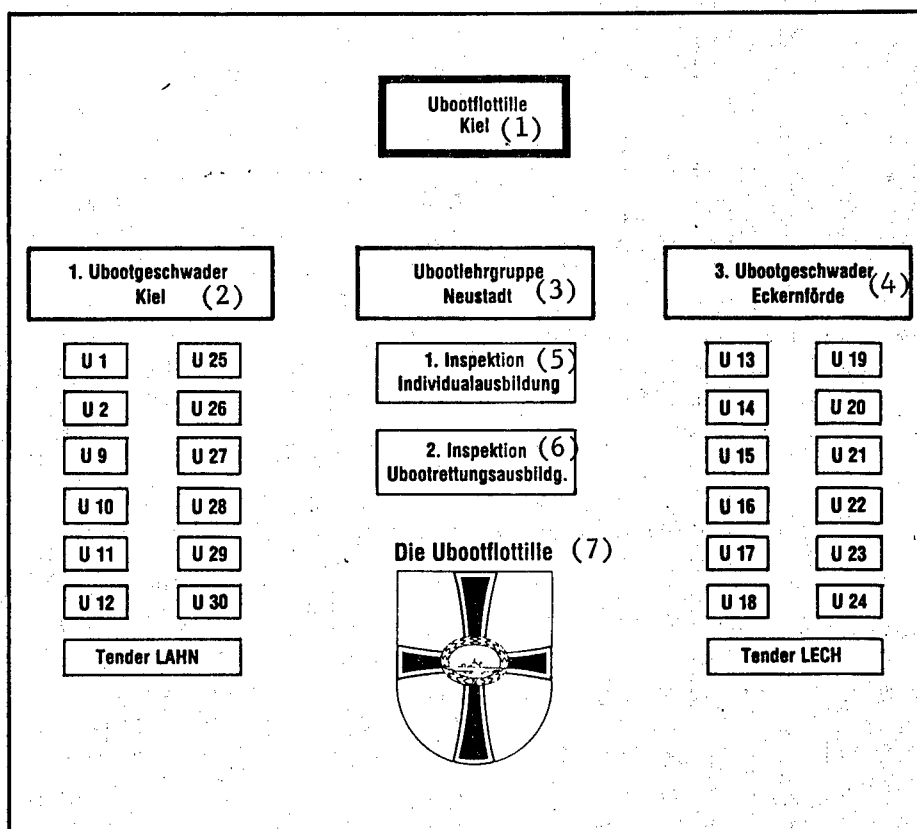 Ubootflottille
Kiel (1)
1. Ubootgeschwader
Kiel (2)
Ubootlehrgruppe
Neustadt (3)
3. Ubootgeschwader
Eckernförde (4)
U 1
U 25
U 2
U 26
U 9
U 27
U 10
U 28
U 11
U 29
U 12
U 30
Tender LAHN
1. Inspektion (5)
Individualausbildung
2. Inspektion (6)
Ubootrettungsausbildg.
Die Ubootflottille (7)
U 13
U 19
U 14
U 20
U 15
U 21
U 16
U 22
U 17
U 23
U 18
U 24
Tender LECH